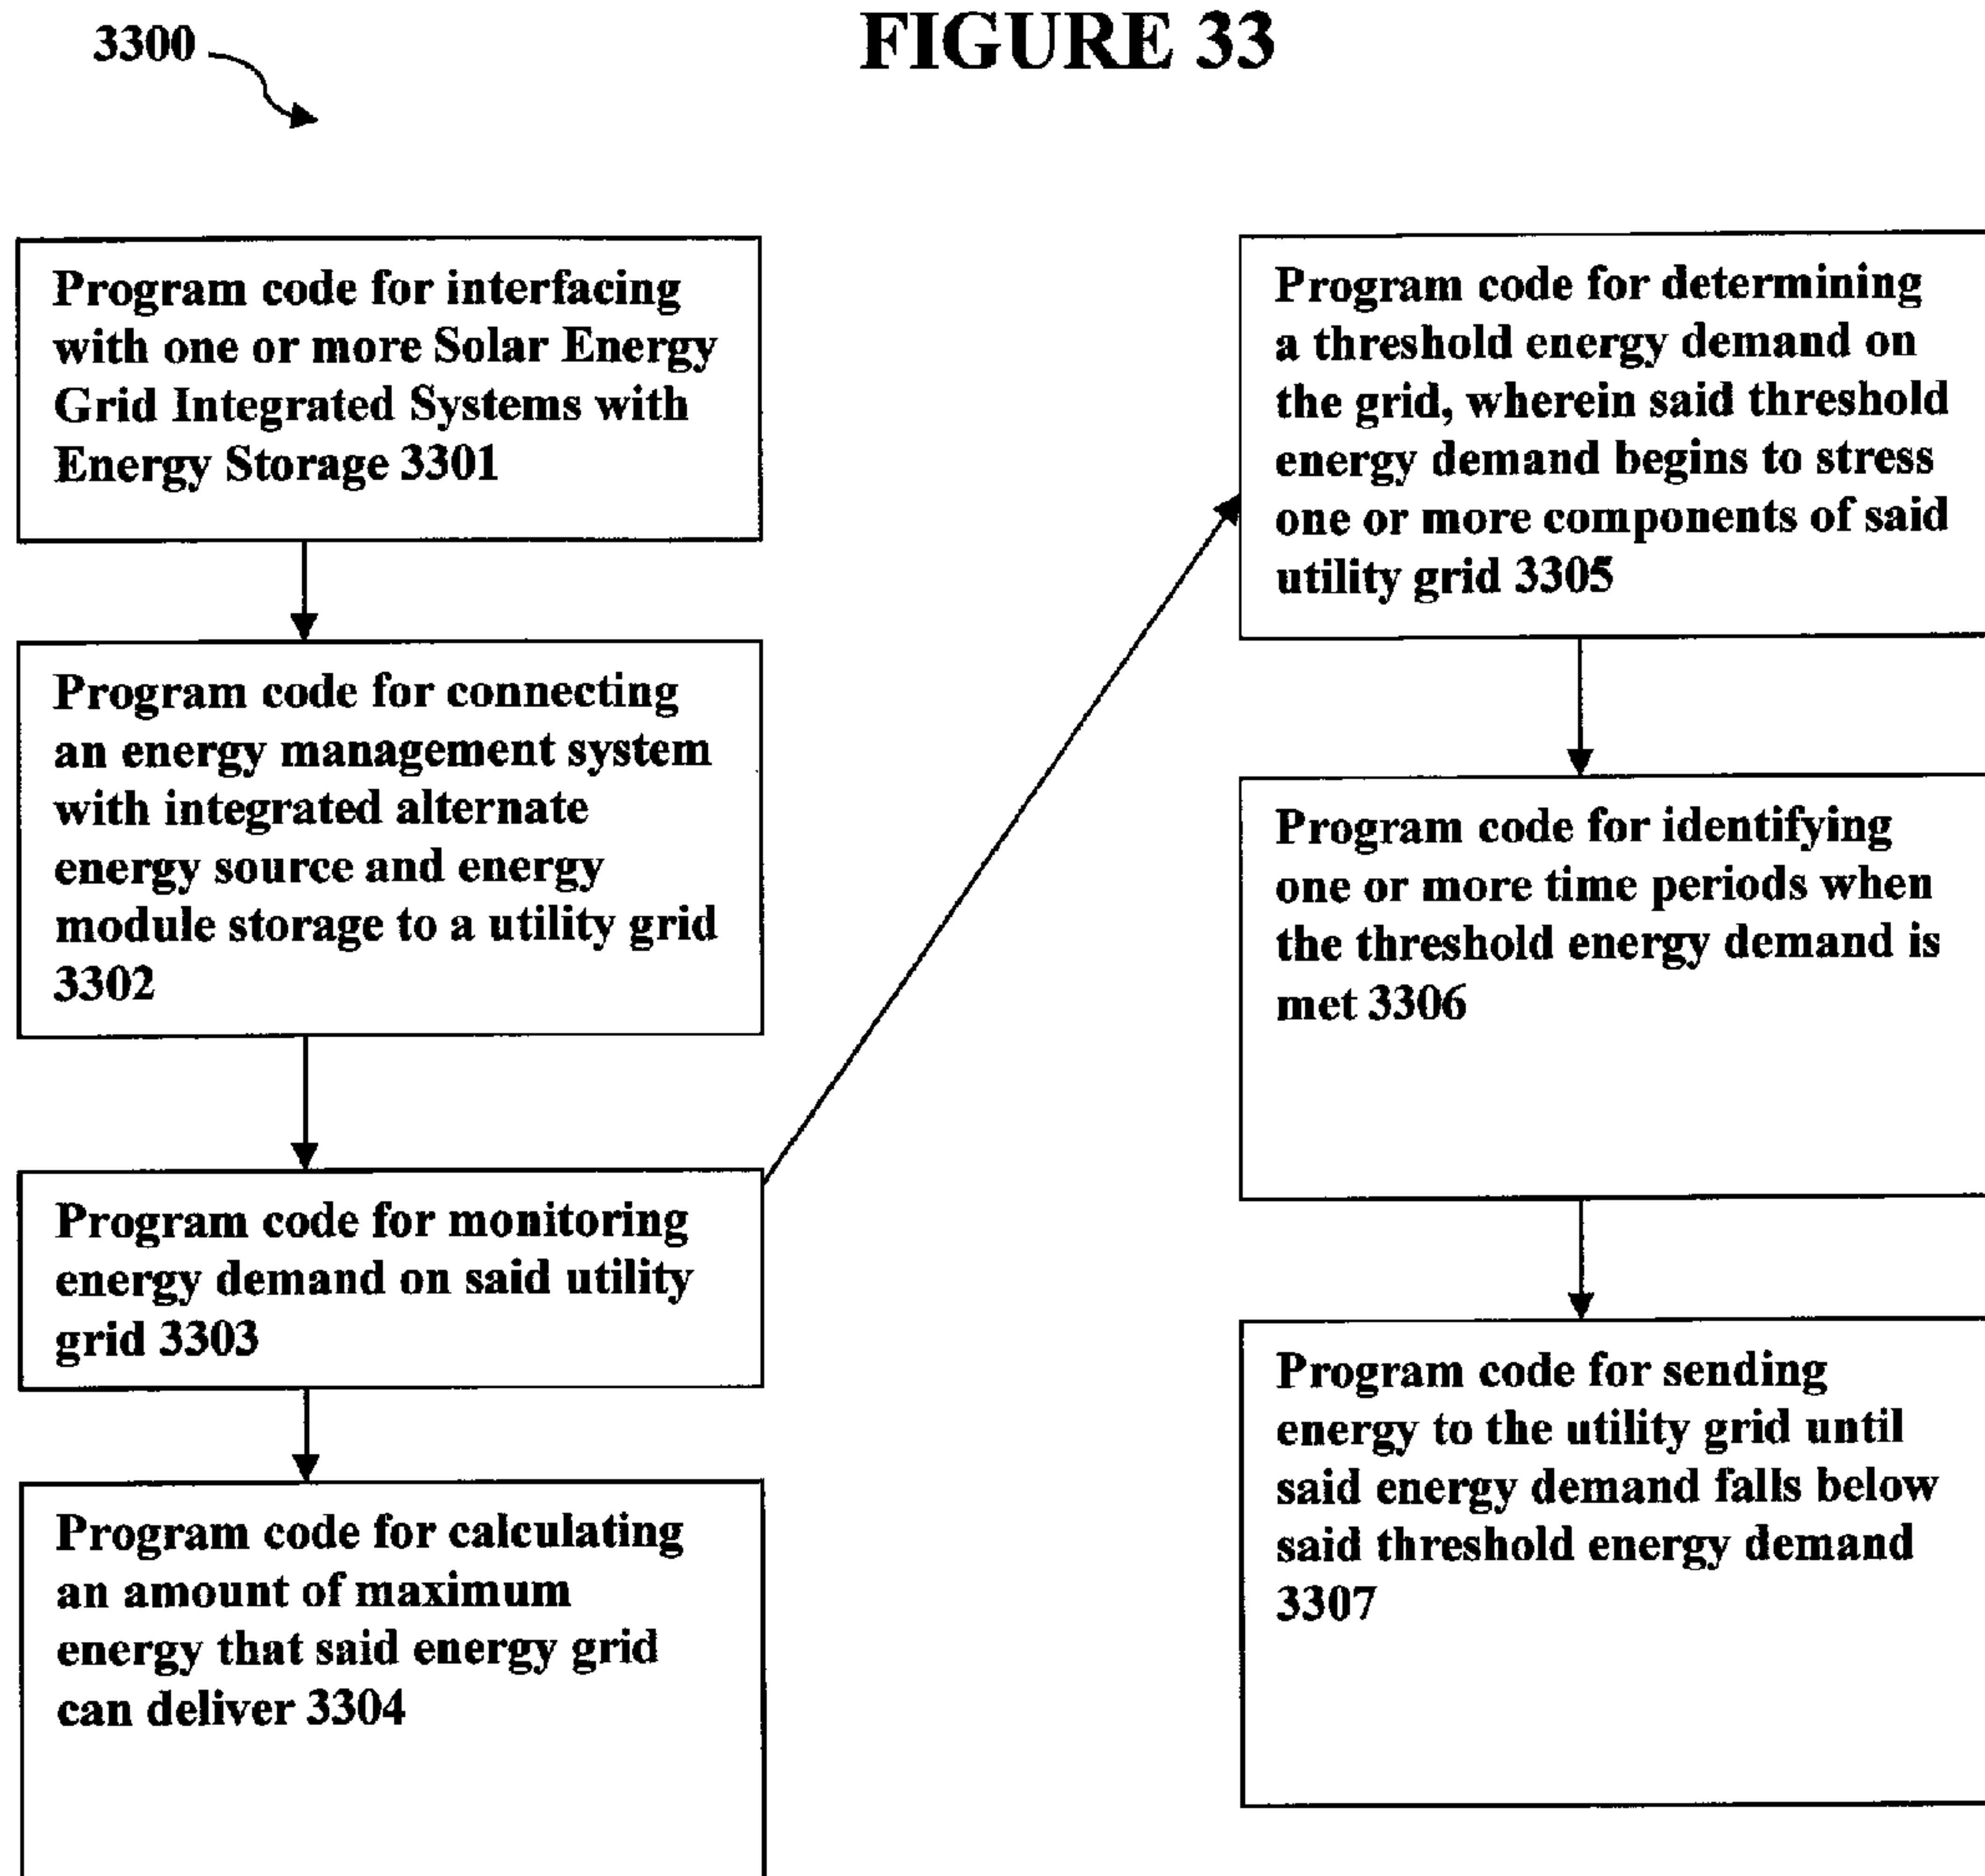 3300
FIGURE 33
Program code for interfacing
with one or more Solar Energy
Grid Integrated Systems with
Energy Storage 3301
Program code for connecting
an energy management system
with integrated alternate
energy source and energy
module storage to a utility grid
3302
Program code for monitoring
energy demand on said utility
grid 3303
Program code for calculating
an amount of maximum
energy that said energy grid
can deliver 3304
Program code for determining
a threshold energy demand on
the grid, wherein said threshold
energy demand begins to stress
one or more components of said
utility grid 3305
Program code for identifying
one or more time periods when
the threshold energy demand is
met 3306
Program code for sending
energy to the utility grid until
said energy demand falls below
said threshold energy demand
3307